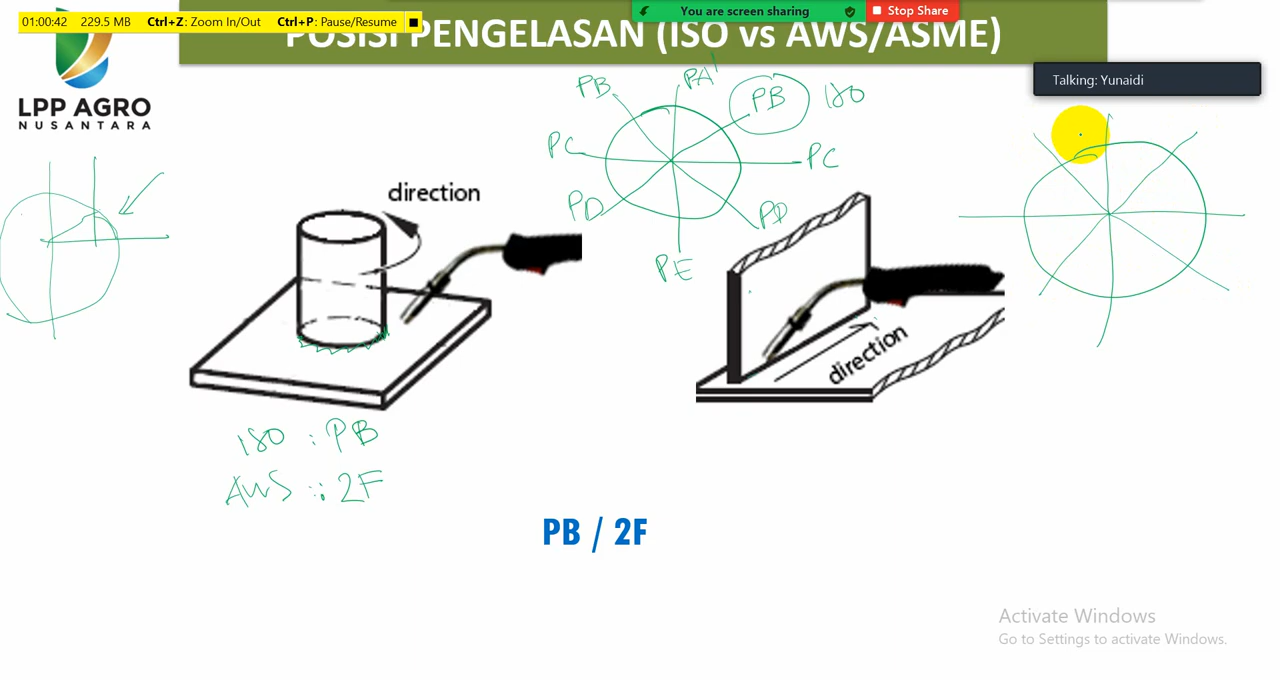 01:00:42 229.5 MB Ctrl+Z: Zoom In/Out Ctrl+P: Pause/Resume
You are screen sharing Stop Share
POSISI PENGELASAN (ISO vs AWS/ASME)
Talking: Yunaidi
LPP AGRO
NUSANTARA
PB PA PB ISO
PC PC
PD PD
PE
direction
direction
ISO : PB
AWS : 2F
PB / 2F
Activate Windows
Go to Settings to activate Windows.